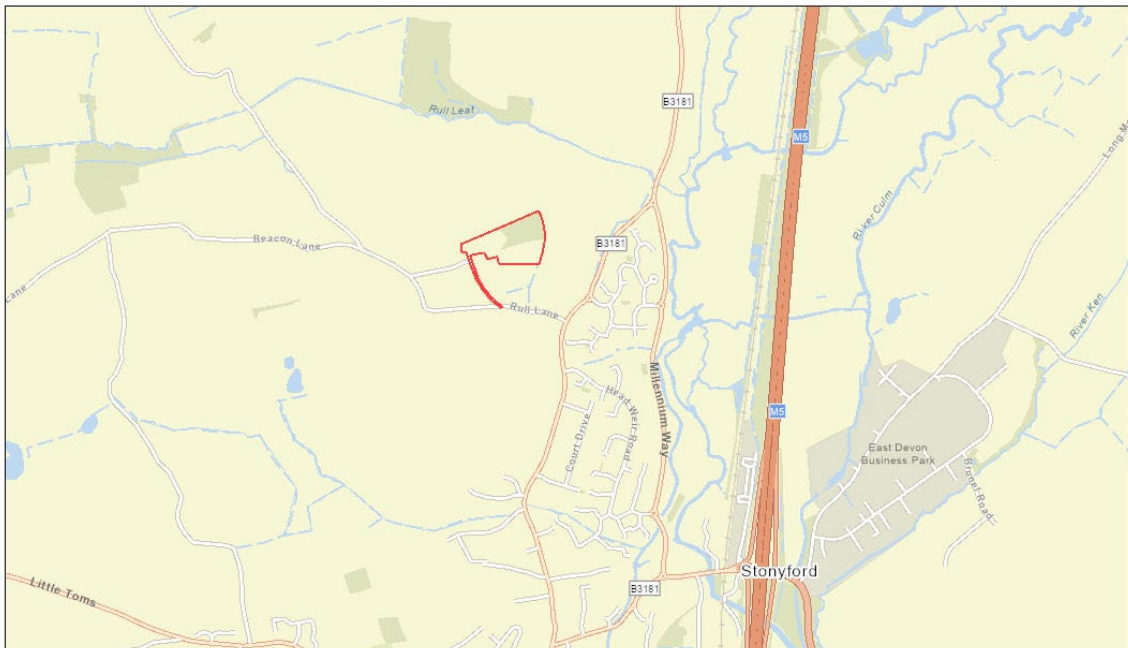 Rull Leat
B3181
M5
Long M
River Culm
Beacon Lane
B3181
Lane
Rull Lane
River Ken
Millennium Way
Head Weir Road
Court Drive
M5
East Devon
Business Park
Brunel Road
Little Toms
B3181
Stonyford